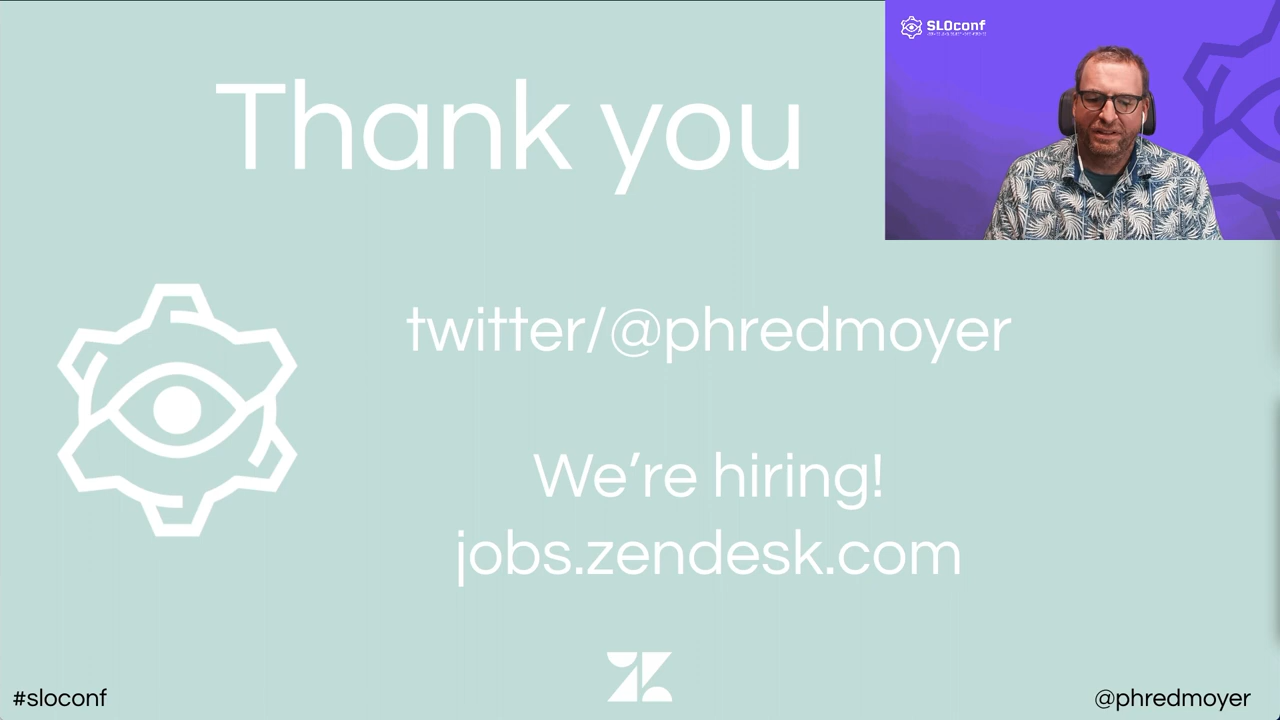 SLOconf
Thank you
twitter/@phredmoyer
We’re hiring!
jobs.zendesk.com
#sloconf
@phredmoyer